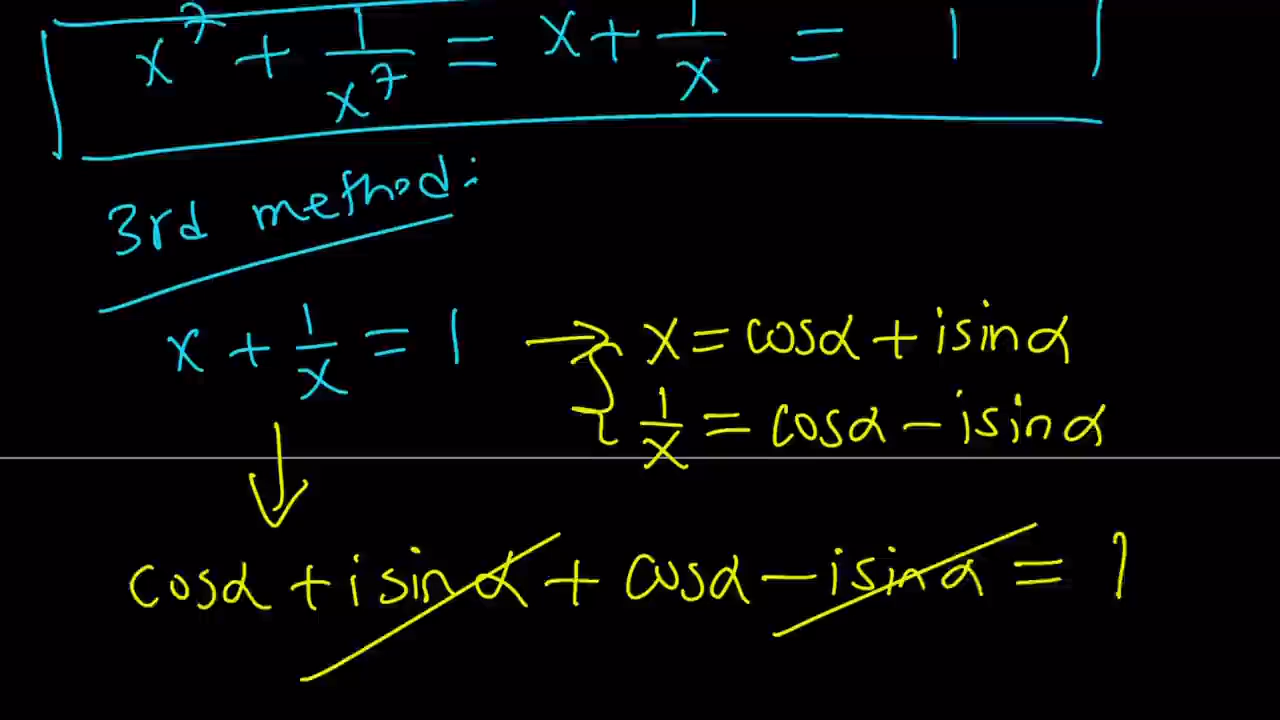 x⁷ + 1/x⁷ = x + 1/x = 1
3rd method:
x + 1/x = 1 → x = cosα + isinα
1/x = cosα − isinα
cosα + isinα + cosα − isinα = 1